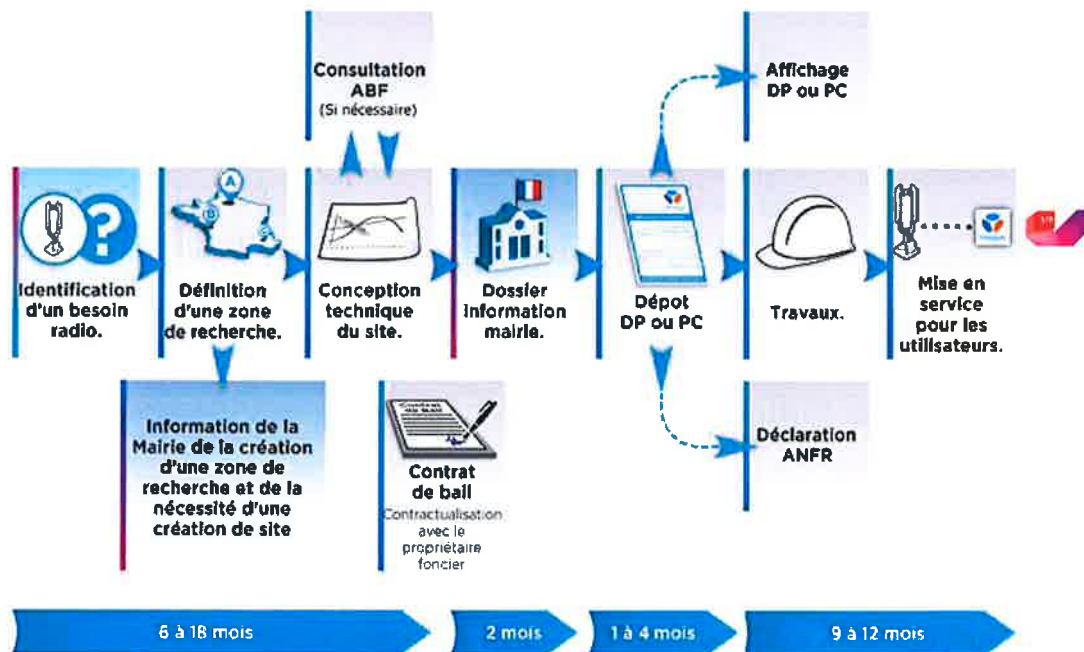 Consultation
ABF
(Si nécessaire)
Affichage
DP ou PC
A
B
C
Identification
d'un besoin
radio.
Définition
d'une zone
de recherche.
Conception
technique
du site.
Dossier
information
mairie.
Dépot
DP ou PC
Travaux.
Mise en
service
pour les
utilisateurs.
Information de la
Mairie de la création
d'une zone de
recherche et de la
nécessité d'une
création de site
Contrat
de bail
Contrat
de bail
Contractualisation
avec le
propriétaire
foncier
Déclaration
ANFR
6 à 18 mois
2 mois
1 à 4 mois
9 à 12 mois